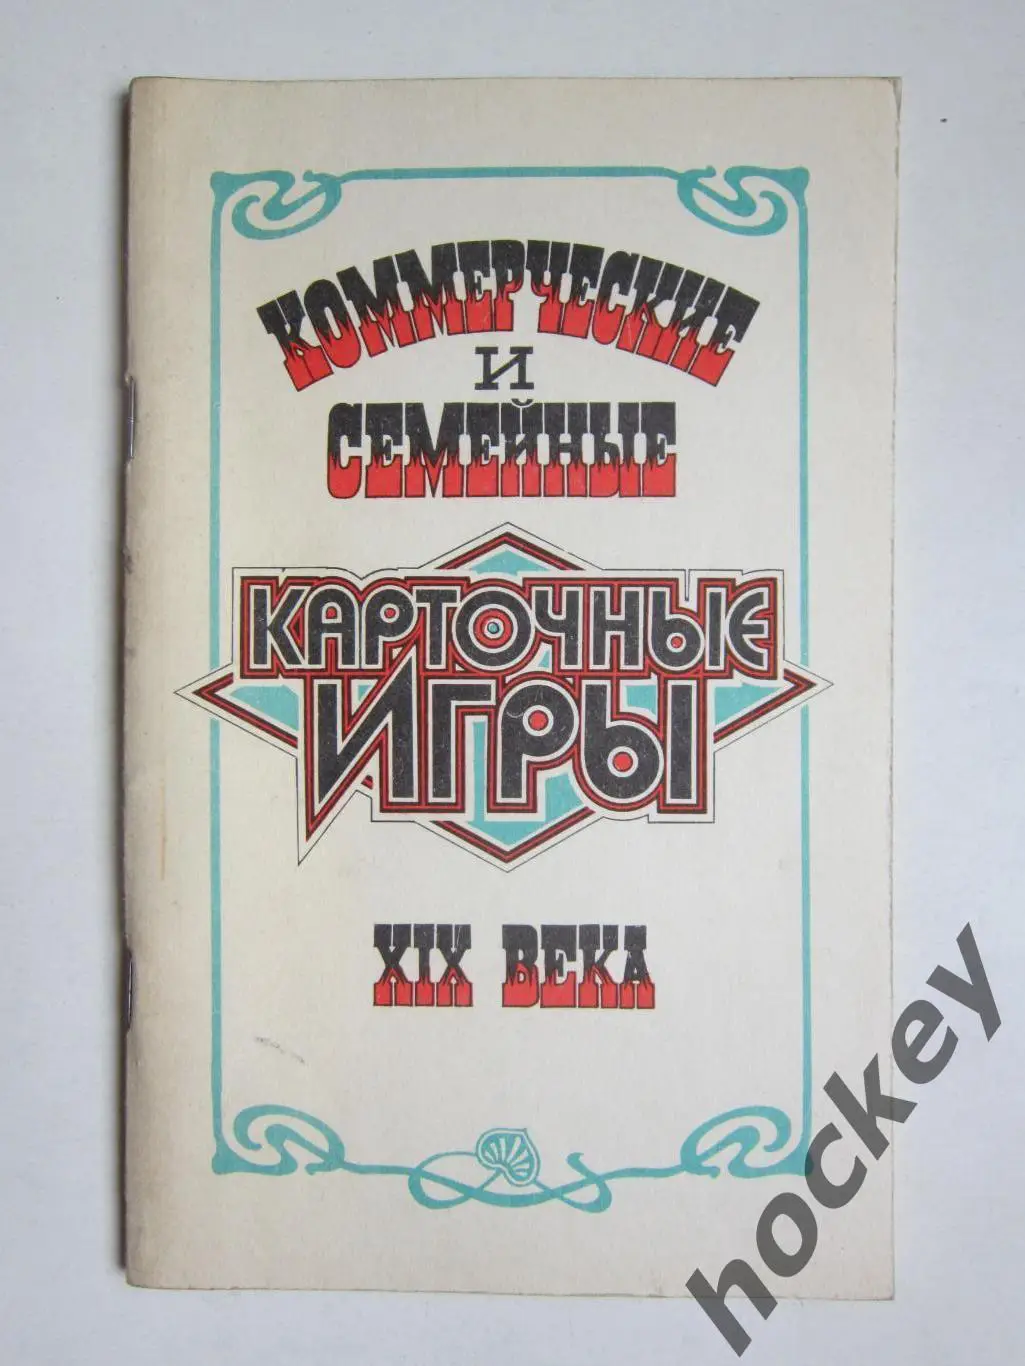 КОММЕРЧЕСКИЕ
И
СЕМЕЙНЫЕ
КАРТОЧНЫЕ
ИГРЫ
XIX ВЕКА
hockey